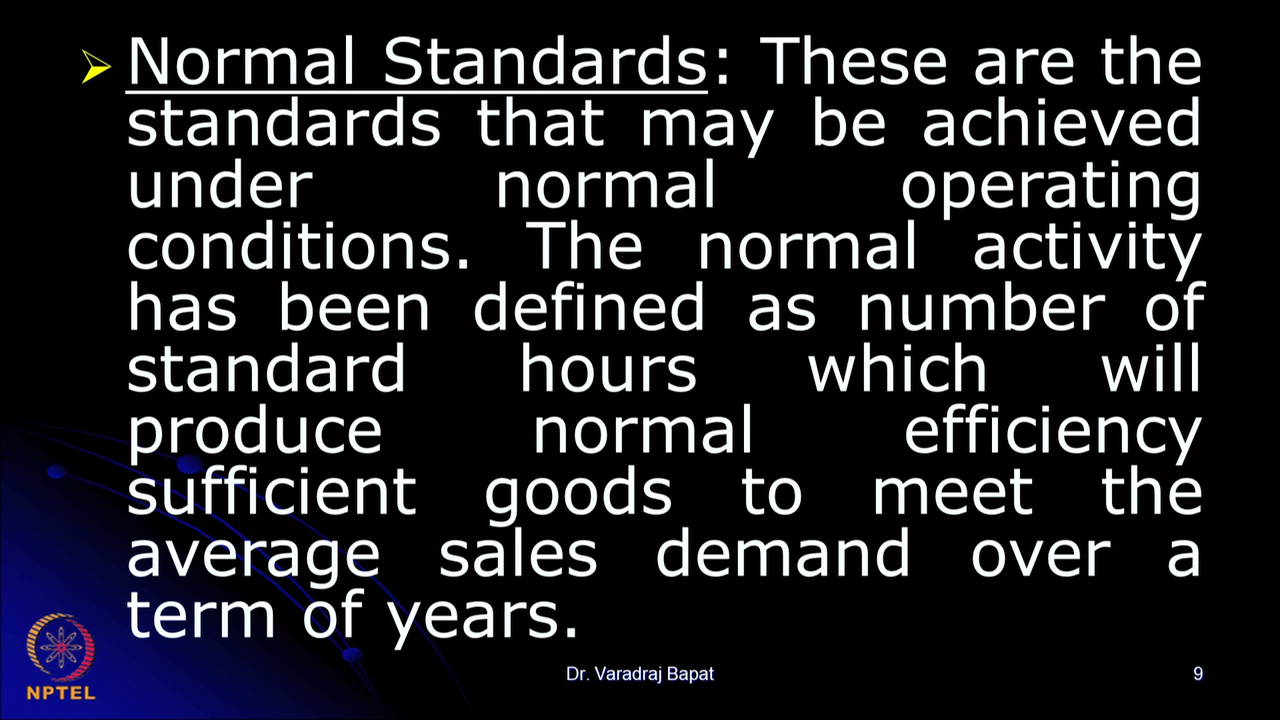 Normal Standards: These are the
standards that may be achieved
under normal operating
conditions. The normal activity
has been defined as number of
standard hours which will
produce normal efficiency
sufficient goods to meet the
average sales demand over a
term of years.
NPTEL
Dr. Varadraj Bapat
9